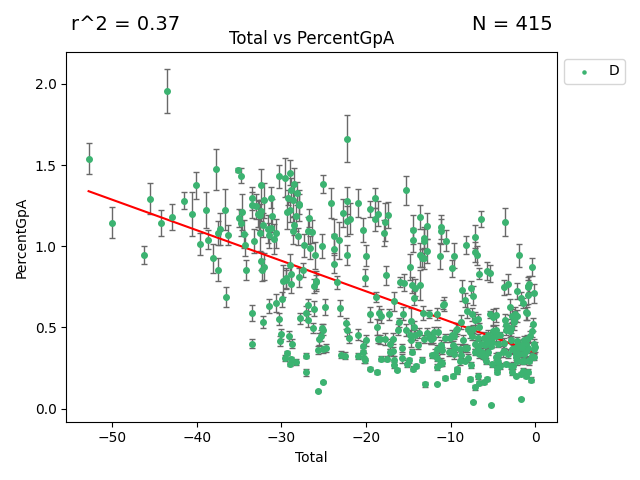 r^2 = 0.37
N = 415
Total vs PercentGpA
D
2.0
1.5
1.0
0.5
0.0
PercentGpA
−50
−40
−30
−20
−10
0
Total